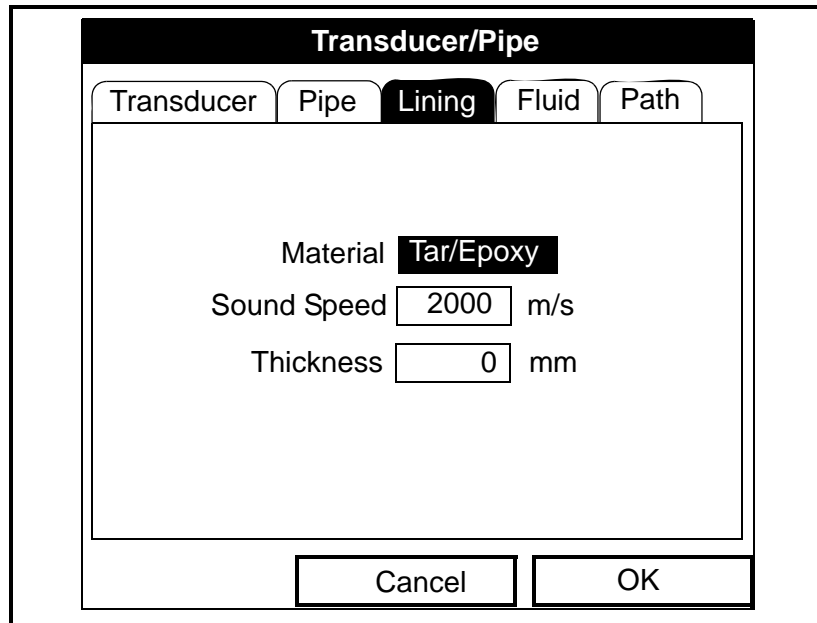 Transducer/Pipe
Transducer Pipe Lining Fluid Path
Material Tar/Epoxy
Sound Speed 2000 m/s
Thickness 0 mm
Cancel OK